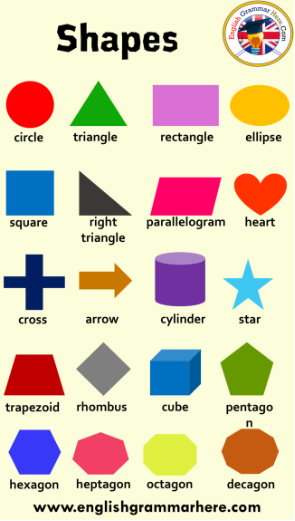 Shapes
English Grammar Here.Com
circle triangle rectangle ellipse
square right triangle parallelogram heart
cross arrow cylinder star
trapezoid rhombus cube pentago
n
hexagon heptagon octagon decagon
www.englishgrammarhere.com